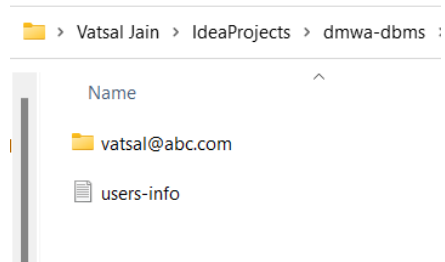 > Vatsal Jain > IdeaProjects > dmwa-dbms >
Name
vatsal@abc.com
users-info